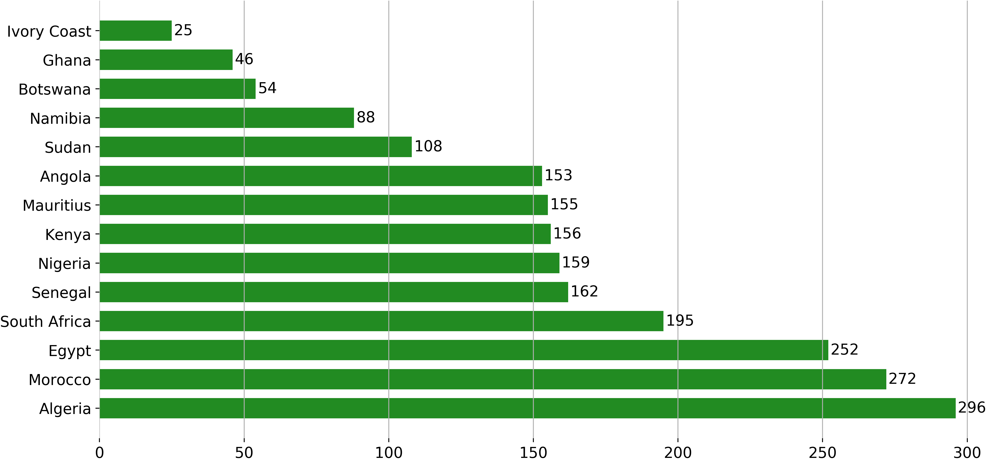 Ivory Coast 25
Ghana 46
Botswana 54
Namibia 88
Sudan 108
Angola 153
Mauritius 155
Kenya 156
Nigeria 159
Senegal 162
South Africa 195
Egypt 252
Morocco 272
Algeria 296
0 50 100 150 200 250 300